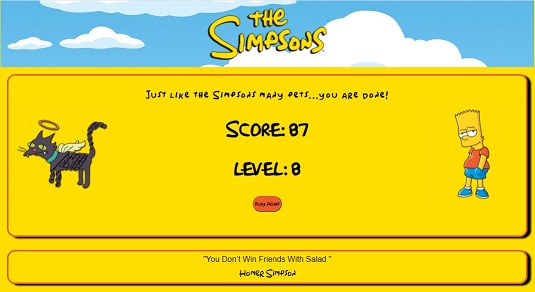 THE
SIMPSONS
JUST LIKE THE SIMPSONS MANY PETS...YOU ARE DONE!
SCORE: 87
LEVEL: 8
PLAY AGAIN
"You Don't Win Friends With Salad."
HOMER SIMPSON